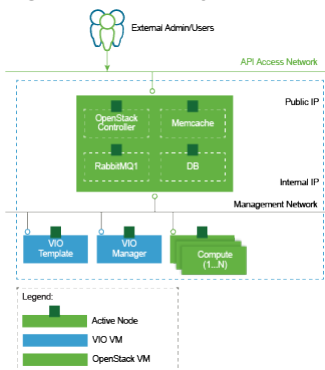 External Admin/Users
API Access Network
Public IP
OpenStack
Controller
Memcache
RabbitMQ1
DB
Internal IP
Management Network
VIO
Template
VIO
Manager
Compute
(1...N)
Legend:
Active Node
VIO VM
OpenStack VM